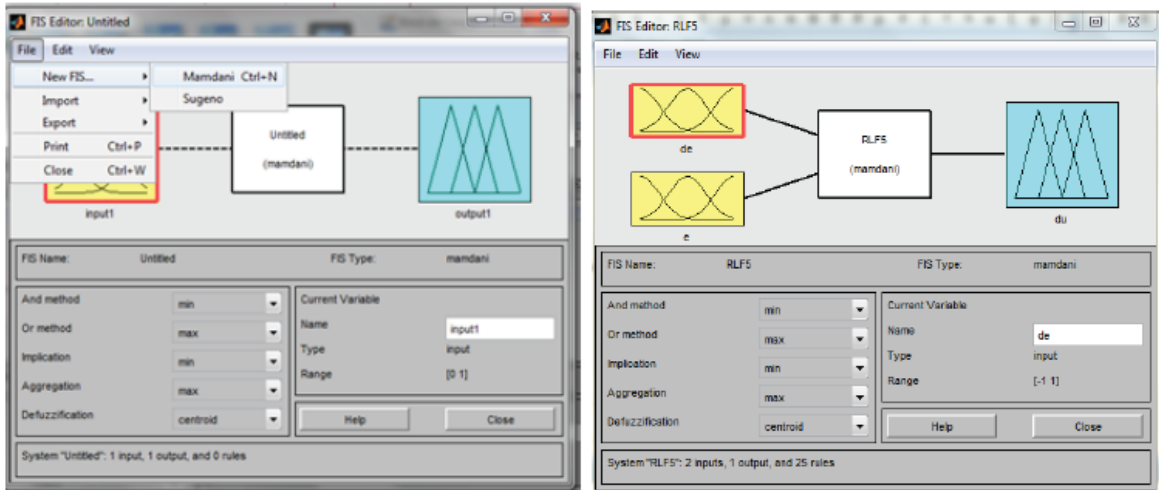 FIS Editor: Untitled
File Edit View
New FIS...
Mamdani Ctrl+N
Import
Sugeno
Export
Print Ctrl+P
Close Ctrl+W
Untitled
(mamdani)
input1
output1
FIS Name: Untitled FIS Type: mamdani
And method min
Or method max
Implication min
Aggregation max
Defuzzification centroid
Current Variable
Name input1
Type input
Range [0 1]
Help Close
System "Untitled": 1 input, 1 output, and 0 rules
FIS Editor: RLF5
File Edit View
de
RLF5
(mamdani)
e
du
FIS Name: RLF5 FIS Type: mamdani
And method min
Or method max
Implication min
Aggregation max
Defuzzification centroid
Current Variable
Name de
Type input
Range [-1 1]
Help Close
System "RLF5": 2 inputs, 1 output, and 25 rules